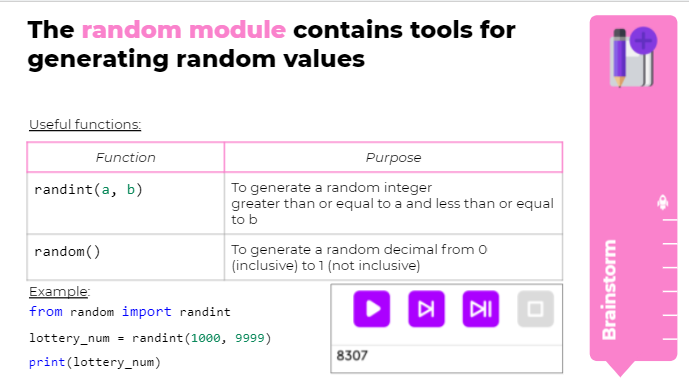 The random module contains tools for
generating random values
Useful functions:
Function
Purpose
randint(a, b)
To generate a random integer
greater than or equal to a and less than or equal
to b
random()
To generate a random decimal from 0
(inclusive) to 1 (not inclusive)
Example:
from random import randint
lottery_num = randint(1000, 9999)
print(lottery_num)
8307
Brainstorm